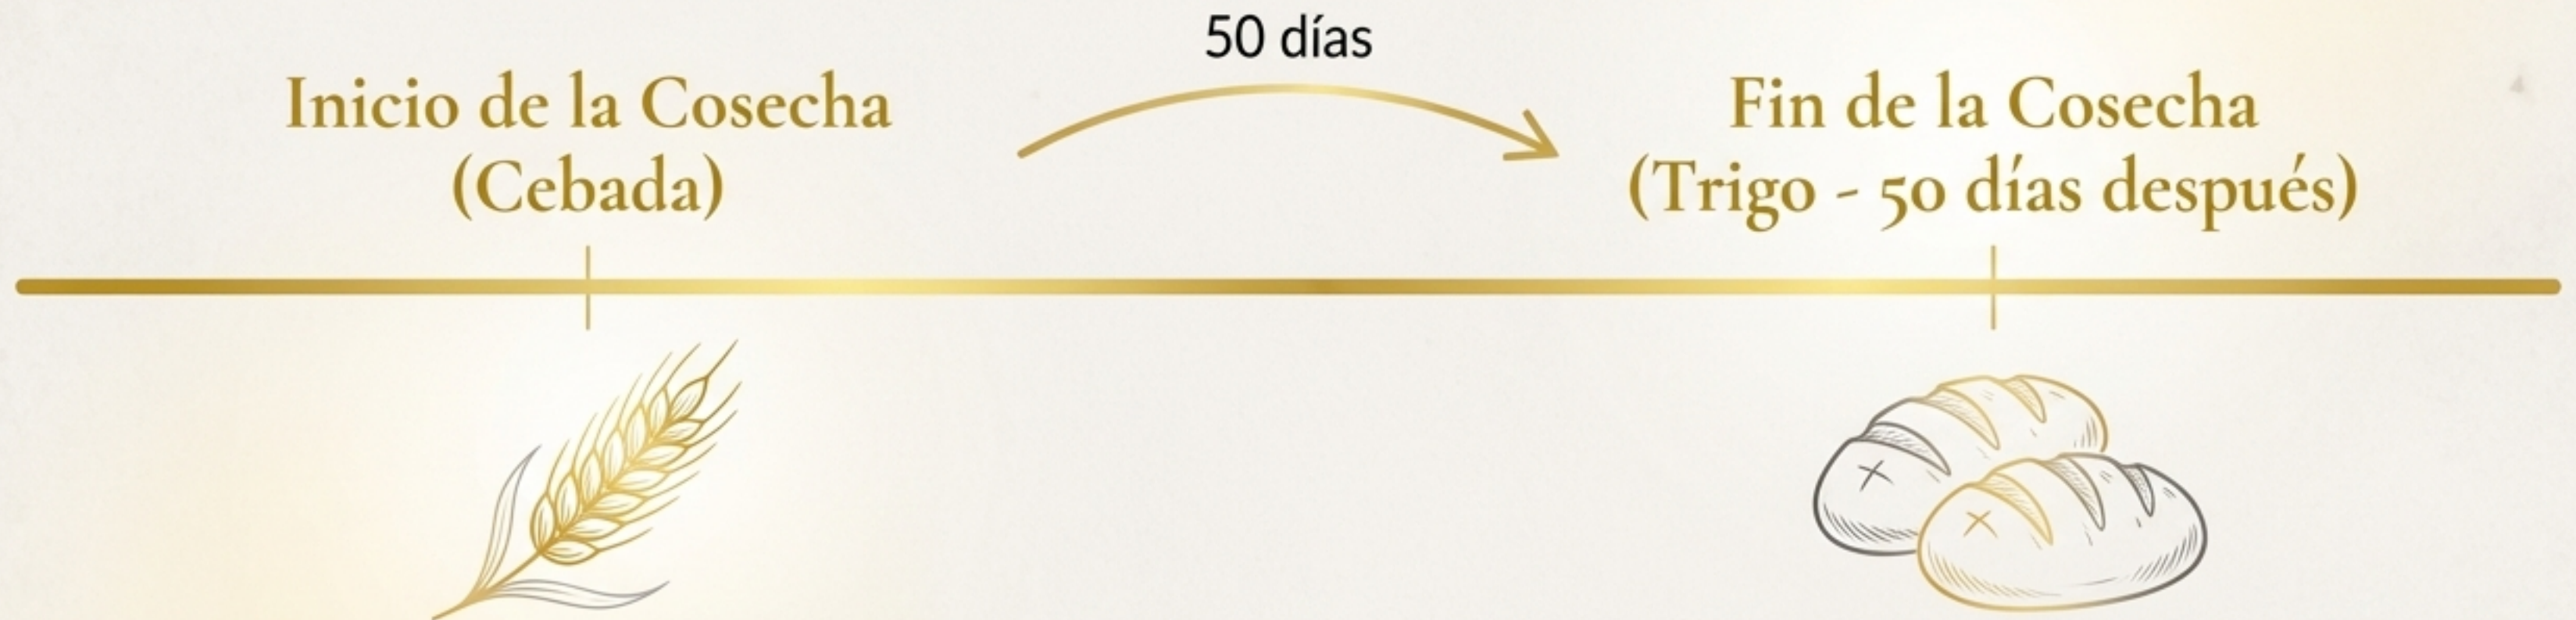 50 días
Inicio de la Cosecha
(Cebada)
Fin de la Cosecha
(Trigo - 50 días después)